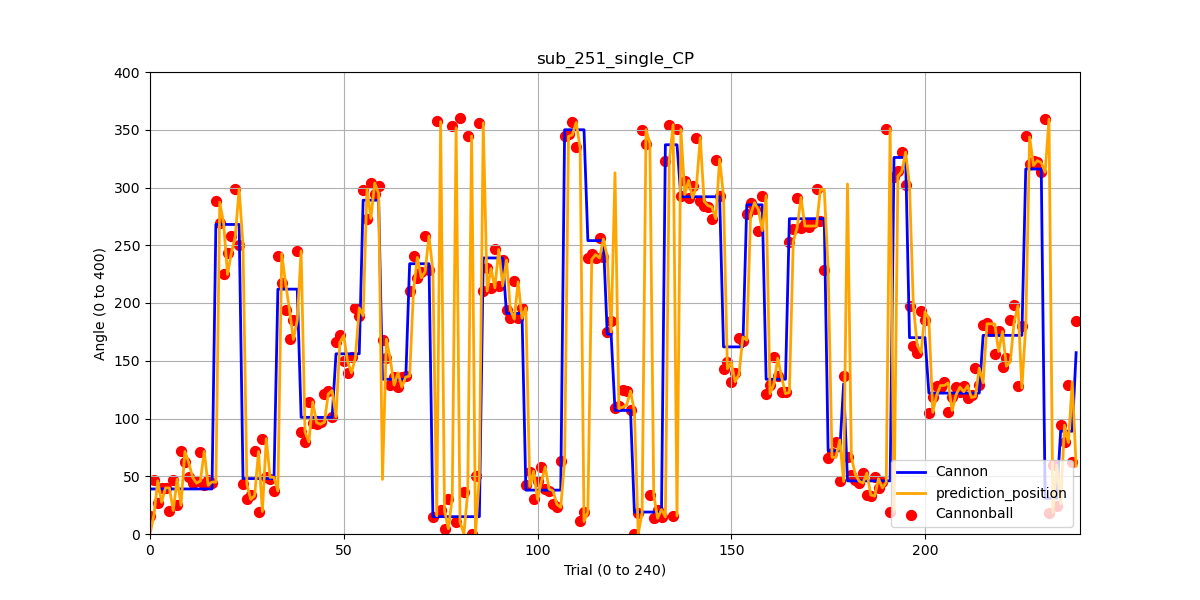 sub_251_single_CP
400
350
300
250
200
150
100
50
0
Angle (0 to 400)
0
50
100
150
200
Trial (0 to 240)
Cannon
prediction_position
Cannonball